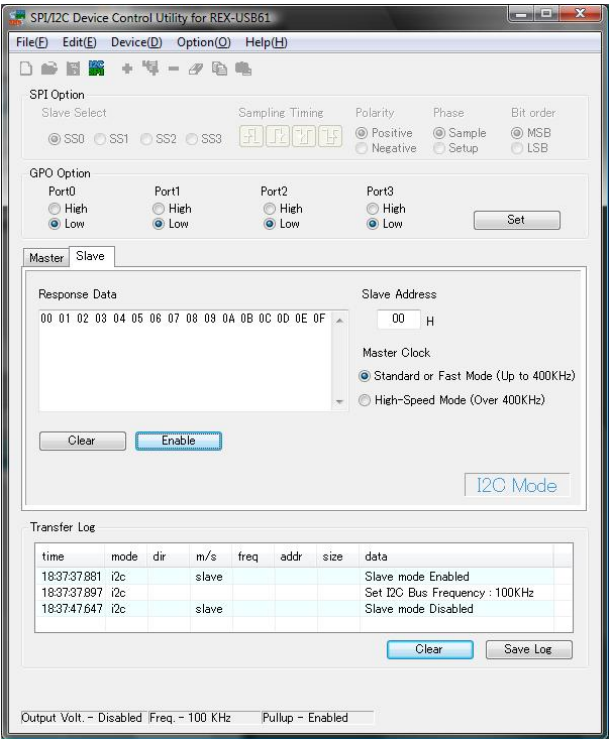 SPI/I2C Device Control Utility for REX-USB61
File(F) Edit(E) Device(D) Option(O) Help(H)
SPI Option
Slave Select Sampling Timing Polarity Phase Bit order
SS0 SS1 SS2 SS3 Positive Sample MSB
Negative Setup LSB
GPO Option
Port0 Port1 Port2 Port3
High High High High
Low Low Low Low Set
Master Slave
Response Data Slave Address
00 01 02 03 04 05 06 07 08 09 0A 0B 0C 0D 0E 0F 00 H
Master Clock
Standard or Fast Mode (Up to 400KHz)
High-Speed Mode (Over 400KHz)
Clear Enable
I2C Mode
Transfer Log
time mode dir m/s freq addr size data
18:37:37.881 i2c slave Slave mode Enabled
18:37:37.897 i2c Set I2C Bus Frequency : 100KHz
18:37:47.647 i2c slave Slave mode Disabled
Clear Save Log
Output Volt. - Disabled Freq. - 100 KHz Pullup - Enabled